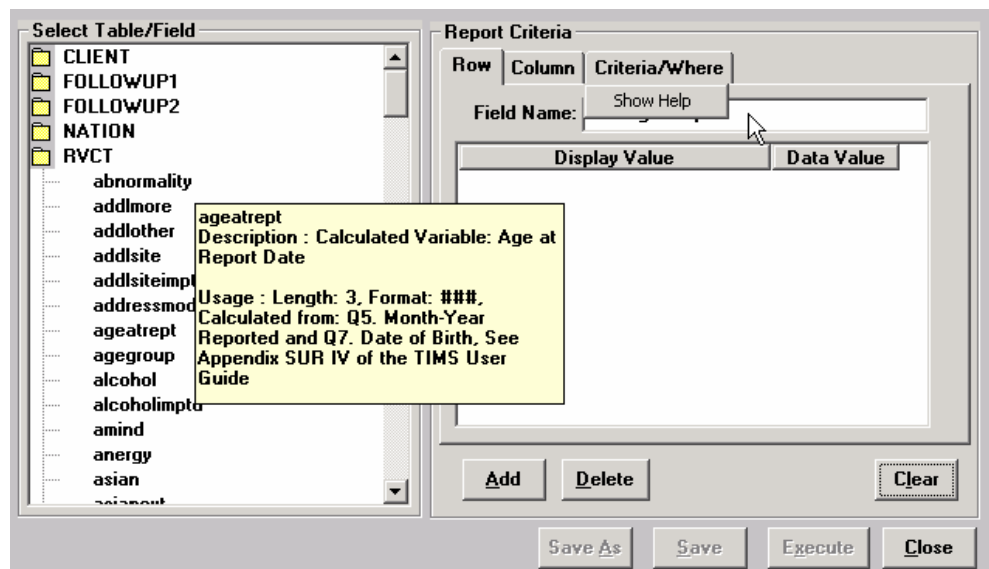 Select Table/Field
CLIENT
FOLLOWUP1
FOLLOWUP2
NATION
RVCT
abnormality
addlmore
addlother
addlsite
addressmod
ageatrept
agegroup
alcohol
amind
anergy
asian
ageatrept
Description : Calculated Variable: Age at
Report Date
Usage : Length: 3, Format: ###,
Calculated from: Q5. Month-Year
Reported and Q7. Date of Birth, See
Appendix SUR IV of the TIMS User
Guide
Report Criteria
Row Column Criteria/Where
Show Help
Field Name:
Display Value Data Value
Add Delete Clear
Save As Save Execute Close